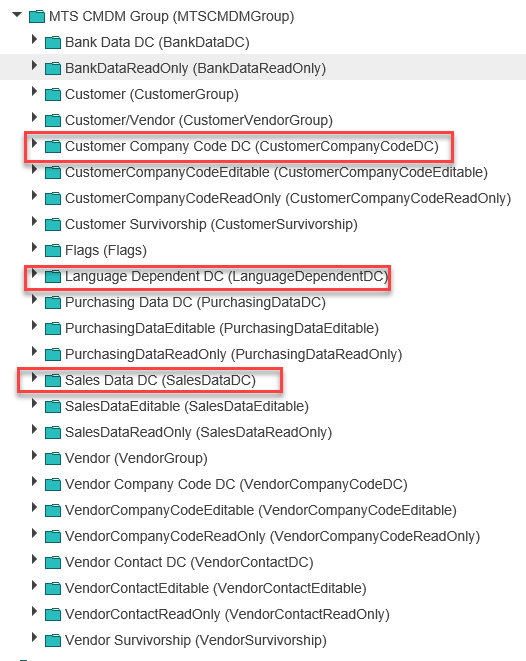 MTS CMDM Group (MTSCMDMGroup)
Bank Data DC (BankDataDC)
BankDataReadOnly (BankDataReadOnly)
Customer (CustomerGroup)
Customer/Vendor (CustomerVendorGroup)
Customer Company Code DC (CustomerCompanyCodeDC)
CustomerCompanyCodeEditable (CustomerCompanyCodeEditable)
CustomerCompanyCodeReadOnly (CustomerCompanyCodeReadOnly)
Customer Survivorship (CustomerSurvivorship)
Flags (Flags)
Language Dependent DC (LanguageDependentDC)
Purchasing Data DC (PurchasingDataDC)
PurchasingDataEditable (PurchasingDataEditable)
PurchasingDataReadOnly (PurchasingDataReadOnly)
Sales Data DC (SalesDataDC)
SalesDataEditable (SalesDataEditable)
SalesDataReadOnly (SalesDataReadOnly)
Vendor (VendorGroup)
Vendor Company Code DC (VendorCompanyCodeDC)
VendorCompanyCodeEditable (VendorCompanyCodeEditable)
VendorCompanyCodeReadOnly (VendorCompanyCodeReadOnly)
Vendor Contact DC (VendorContactDC)
VendorContactEditable (VendorContactEditable)
VendorContactReadOnly (VendorContactReadOnly)
Vendor Survivorship (VendorSurvivorship)